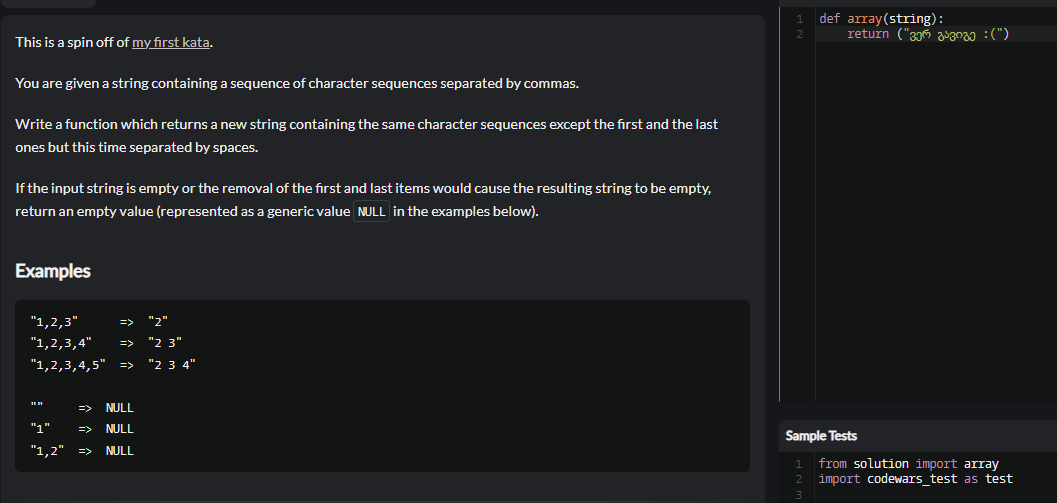 This is a spin off of my first kata.
You are given a string containing a sequence of character sequences separated by commas.
Write a function which returns a new string containing the same character sequences except the first and the last
ones but this time separated by spaces.
If the input string is empty or the removal of the first and last items would cause the resulting string to be empty,
return an empty value (represented as a generic value NULL in the examples below).
Examples
"1,2,3"      =>  "2"
"1,2,3,4"    =>  "2 3"
"1,2,3,4,5"  =>  "2 3 4"
""     =>  NULL
"1"    =>  NULL
"1,2"  =>  NULL
1 def array(string):
2     return ("ვერ გავიგე :(")
Sample Tests
1 from solution import array
2 import codewars_test as test
3